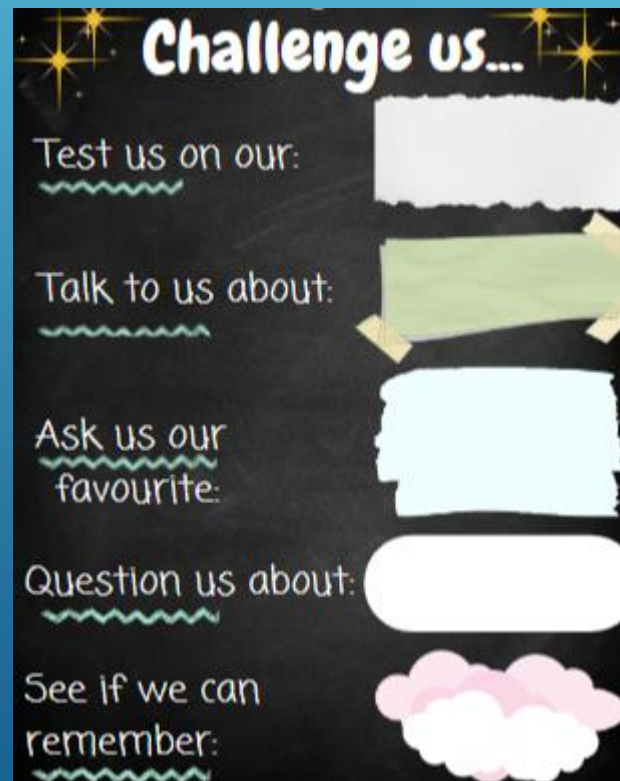 Challenge us...
Test us on our:
Talk to us about:
Ask us our
favourite:
Question us about:
See if we can
remember: